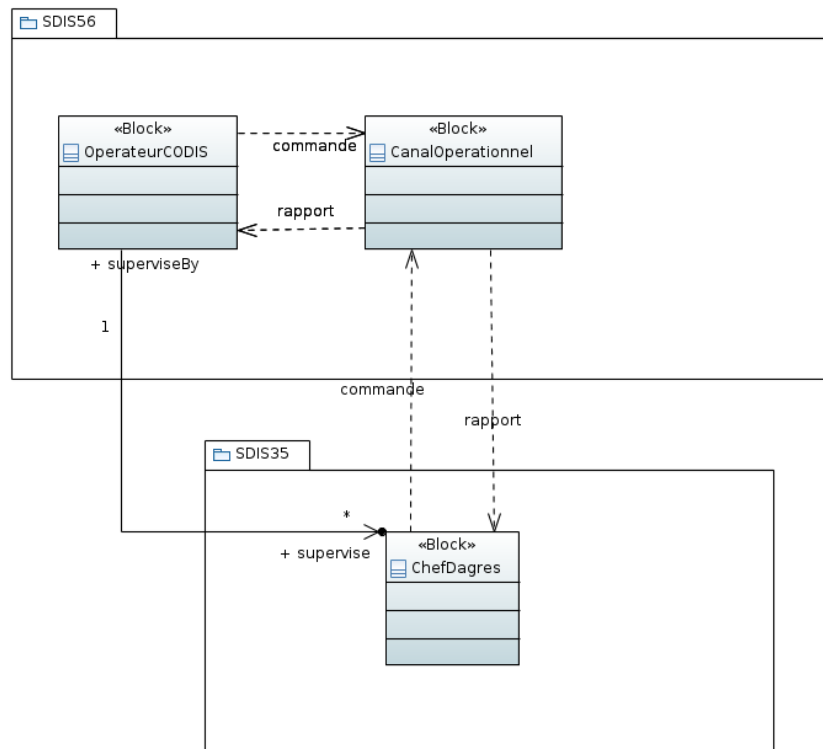 SDIS56
«Block»
OperateurCODIS
«Block»
CanalOperationnel
commande
rapport
+ superviseBy
1
commande
rapport
SDIS35
*
+ supervise
«Block»
ChefDagres